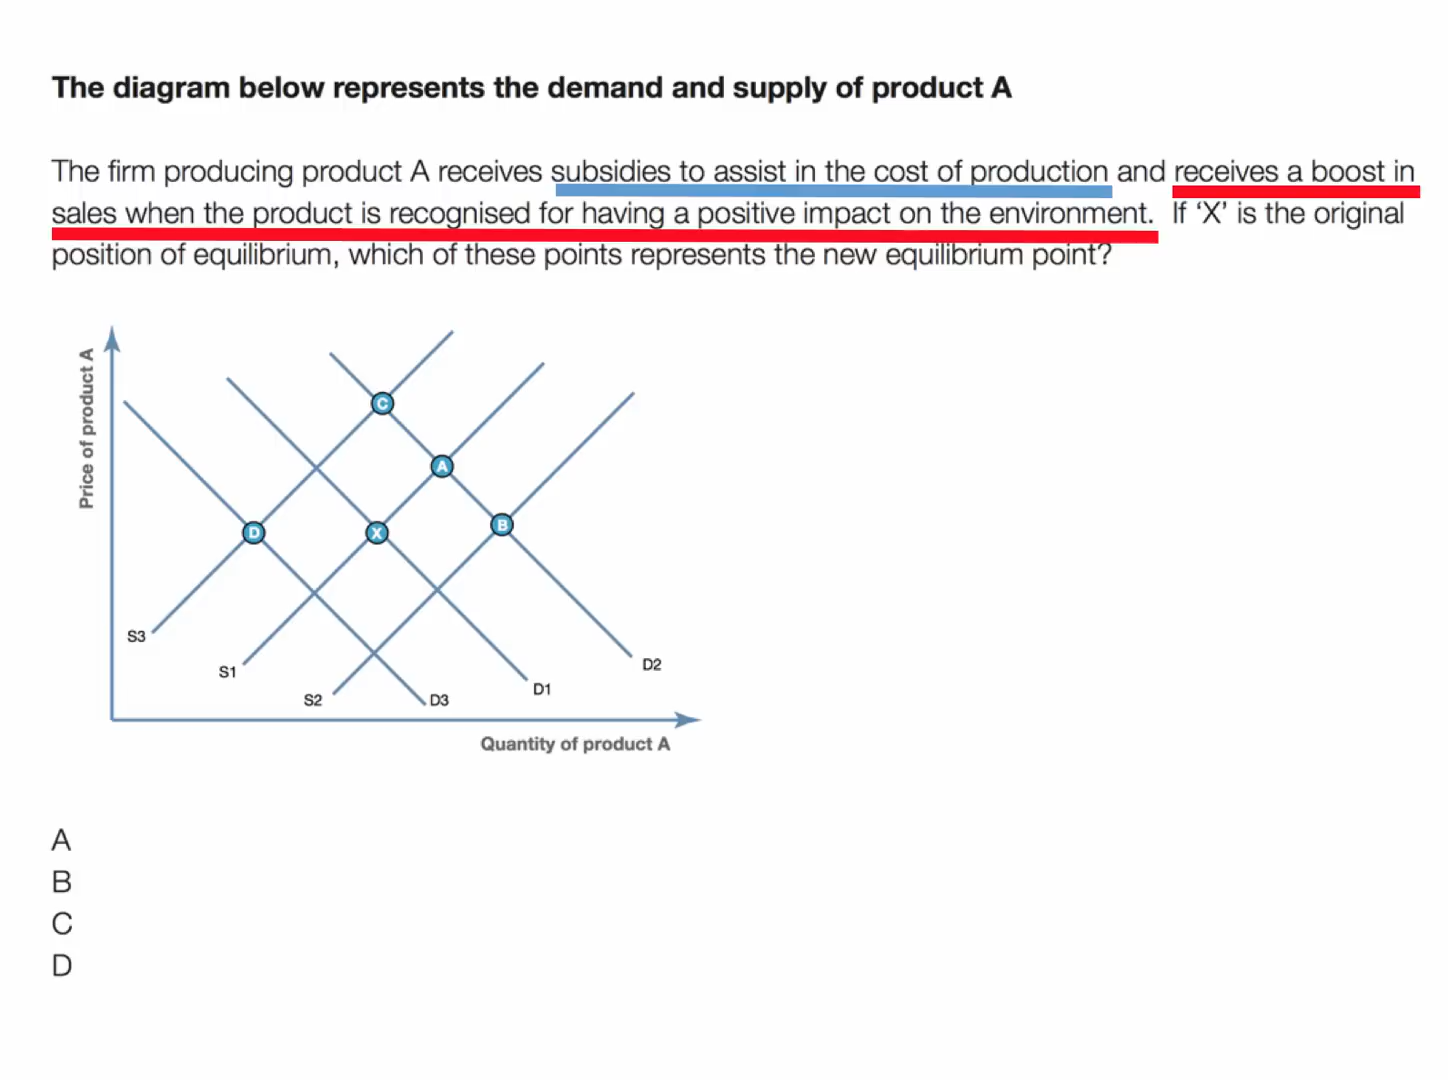 The diagram below represents the demand and supply of product A
The firm producing product A receives subsidies to assist in the cost of production and receives a boost in
sales when the product is recognised for having a positive impact on the environment. If ‘X’ is the original
position of equilibrium, which of these points represents the new equilibrium point?
Price of product A
C
A
D
X
B
S3
S1
S2
D3
D1
D2
Quantity of product A
A
B
C
D